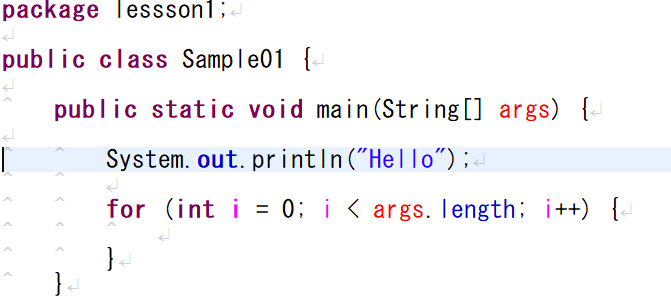 package lessson1;
public class Sample01 {
public static void main(String[] args) {
System.out.println("Hello");
for (int i = 0; i < args.length; i++) {
}
}